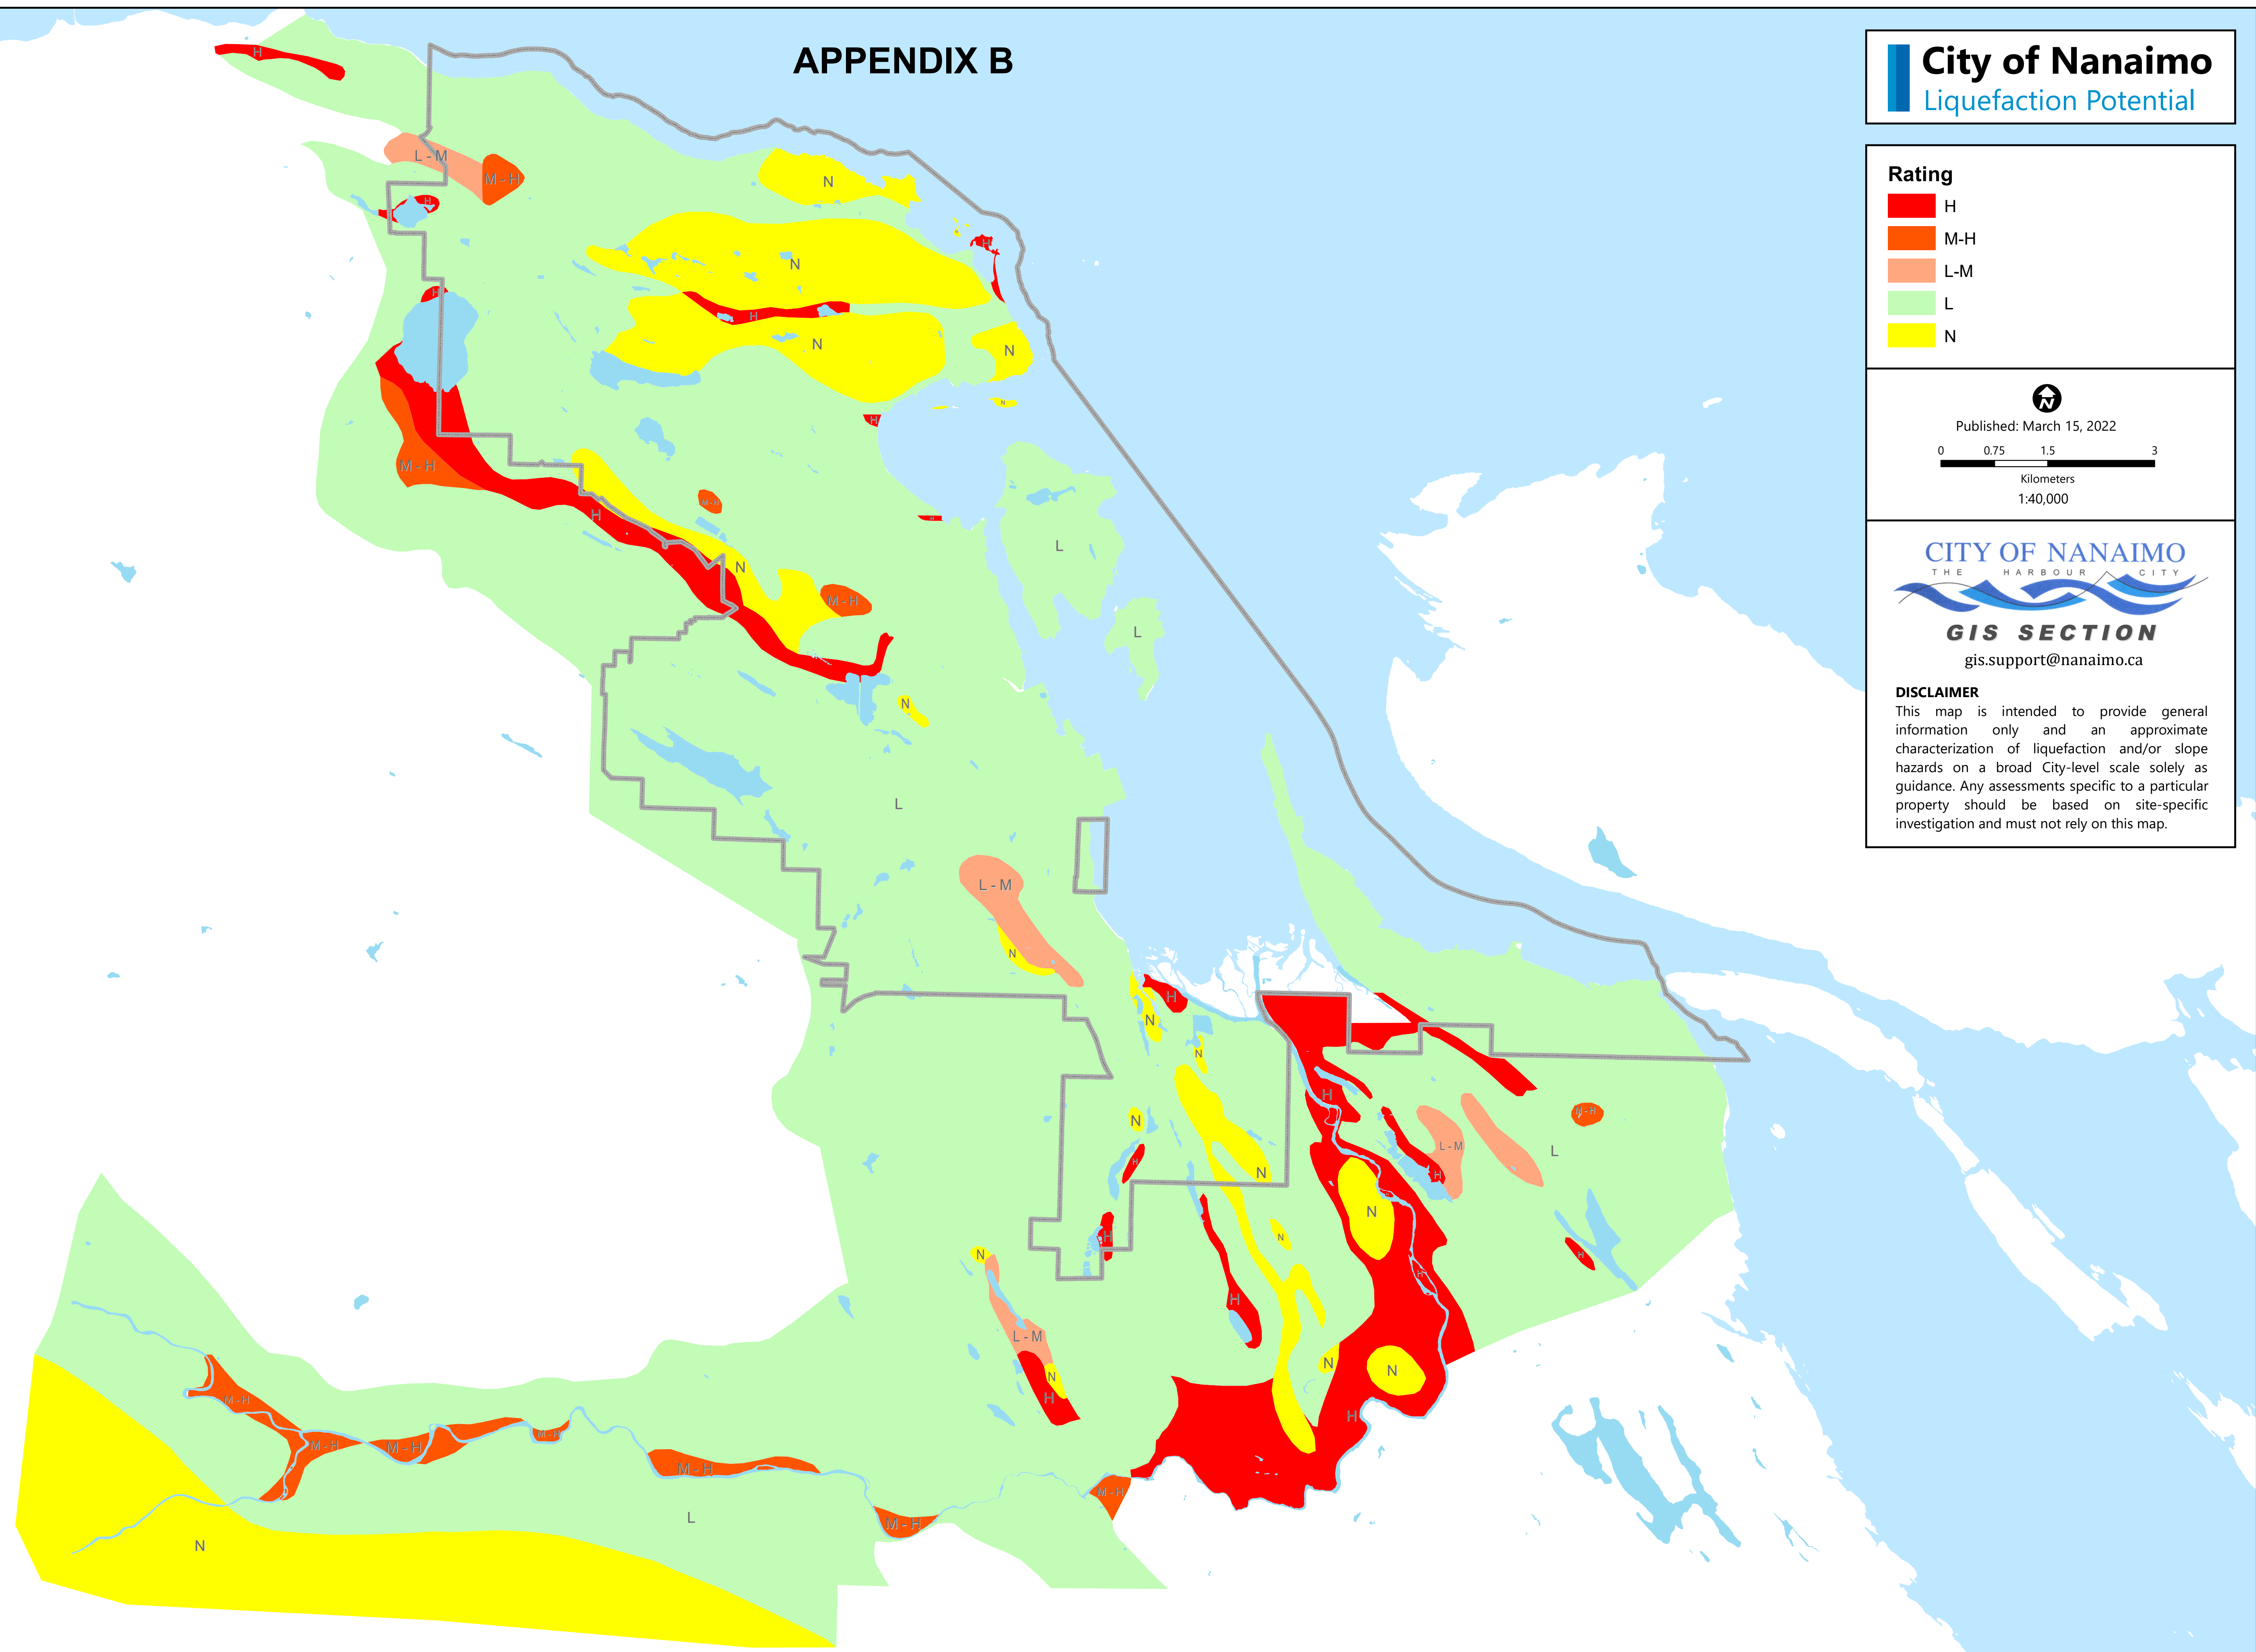 APPENDIX B
City of Nanaimo
Liquefaction Potential
Rating
H
M-H
L-M
L
N
N
Published: March 15, 2022
0 0.75 1.5 3
Kilometers
1:40,000
CITY OF NANAIMO
THE HARBOUR CITY
GIS SECTION
gis.support@nanaimo.ca
DISCLAIMER
This map is intended to provide general
information only and an approximate
characterization of liquefaction and/or slope
hazards on a broad City-level scale solely as
guidance. Any assessments specific to a particular
property should be based on site-specific
investigation and must not rely on this map.
H
L - M
M - H
N
H
H
N
N
H
H
N
N
N
H
M - H
M - H
H
H
L
N
M - H
L
N
L
L - M
N
H
N
N
H
N
M - H
L - M
L
H
N
H
H
N
H
N
H
N
H
H
L - M
N
N
N
H
H
M - H
M - H
M - H
M - H
M - H
M - H
M - H
L
N